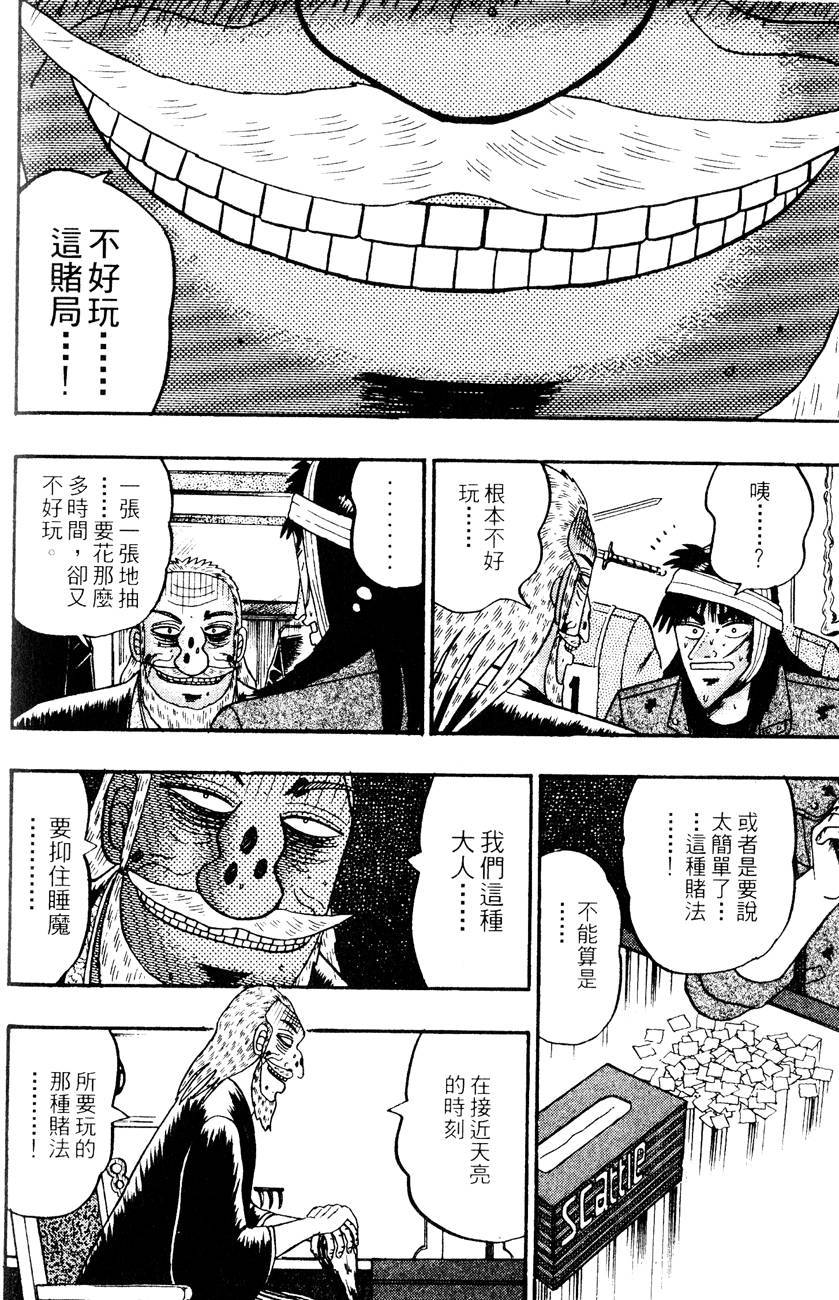 不好玩……
這賭局…！
咦……？
根本不好
玩……
………
一張一張地抽
……要花那麼
多時間，卻又
不好玩。
或者是要說
太簡單了…
…這種賭法
……！
不能算是
……
Scattie
我們這種
大人……
要抑住睡魔
………
在接近天亮
的時刻
所要玩的
那種賭法
………！
1